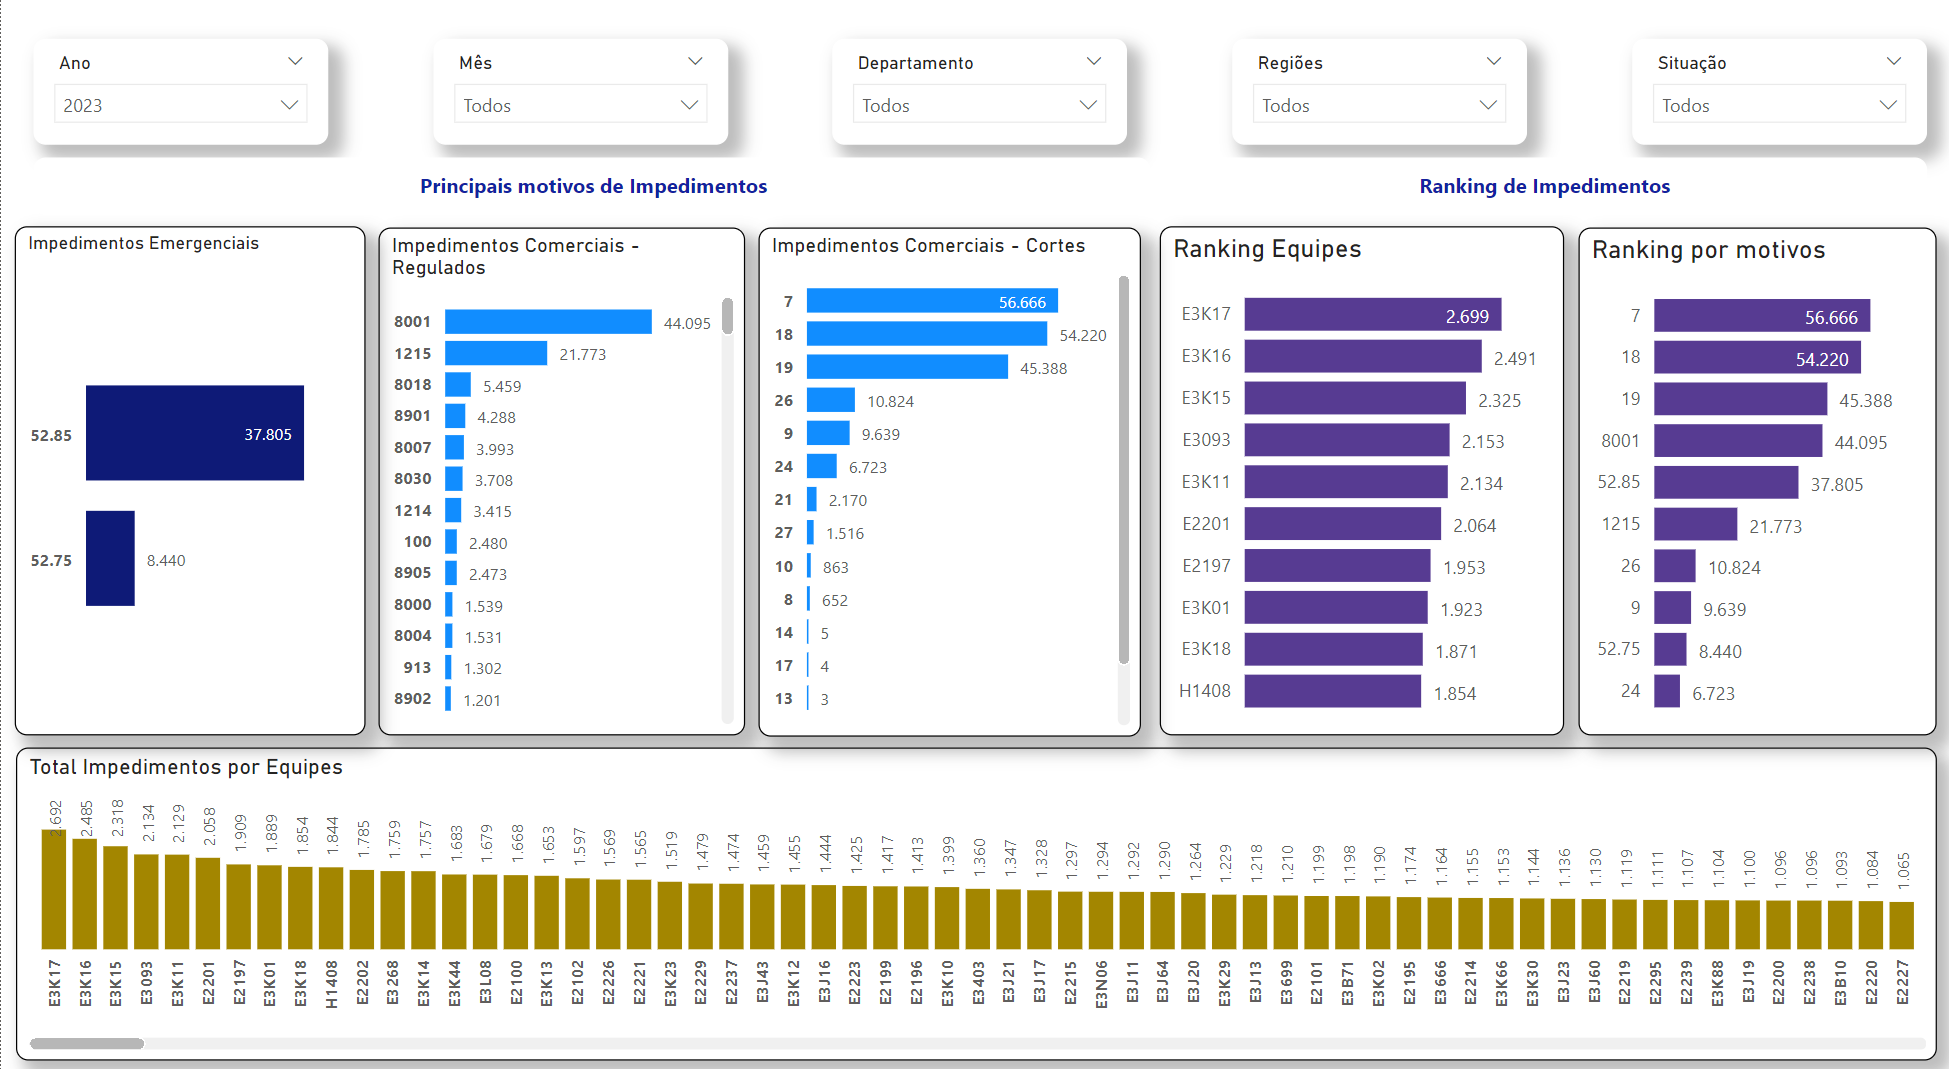 Ano
2023
Mês
Todos
Departamento
Todos
Regiões
Todos
Situação
Todos
Principais motivos de Impedimentos
Ranking de Impedimentos
Impedimentos Emergenciais
52.85 37.805
52.75 8.440
Impedimentos Comerciais -
Regulados
8001 44.095
1215 21.773
8018 5.459
8901 4.288
8007 3.993
8030 3.708
1214 3.415
100 2.480
8905 2.473
8000 1.539
8004 1.531
913 1.302
8902 1.201
Impedimentos Comerciais - Cortes
7 56.666
18 54.220
19 45.388
26 10.824
9 9.639
24 6.723
21 2.170
27 1.516
10 863
8 652
14 5
17 4
13 3
Ranking Equipes
E3K17 2.699
E3K16 2.491
E3K15 2.325
E3093 2.153
E3K11 2.134
E2201 2.064
E2197 1.953
E3K01 1.923
E3K18 1.871
H1408 1.854
Ranking por motivos
7 56.666
18 54.220
19 45.388
8001 44.095
52.85 37.805
1215 21.773
26 10.824
9 9.639
52.75 8.440
24 6.723
Total Impedimentos por Equipes
2.692 2.485 2.318 2.134 2.129 2.058 1.909 1.889 1.854 1.844 1.785 1.759 1.757 1.683 1.679 1.668 1.653 1.597 1.569 1.565 1.519 1.479 1.474 1.459 1.455 1.444 1.425 1.417 1.413 1.399 1.360 1.347 1.328 1.297 1.294 1.292 1.290 1.264 1.229 1.218 1.210 1.199 1.198 1.190 1.174 1.164 1.155 1.153 1.144 1.136 1.130 1.119 1.111 1.107 1.104 1.100 1.096 1.096 1.093 1.084 1.065
E3K17 E3K16 E3K15 E3093 E3K11 E2201 E2197 E3K01 E3K18 H1408 E2202 E3268 E3K14 E3K44 E3L08 E2100 E3K13 E2102 E2226 E2221 E3K23 E2229 E2237 E3J43 E3K12 E3J16 E2223 E2199 E2196 E3K10 E3403 E3J21 E3J17 E2215 E3N06 E3J11 E3J64 E3J20 E3K29 E3J13 E3699 E2101 E3B71 E3K02 E2195 E3666 E2214 E3K66 E3K30 E3J23 E3J60 E2219 E2295 E2239 E3K88 E3J19 E2200 E2238 E3B10 E2220 E2227